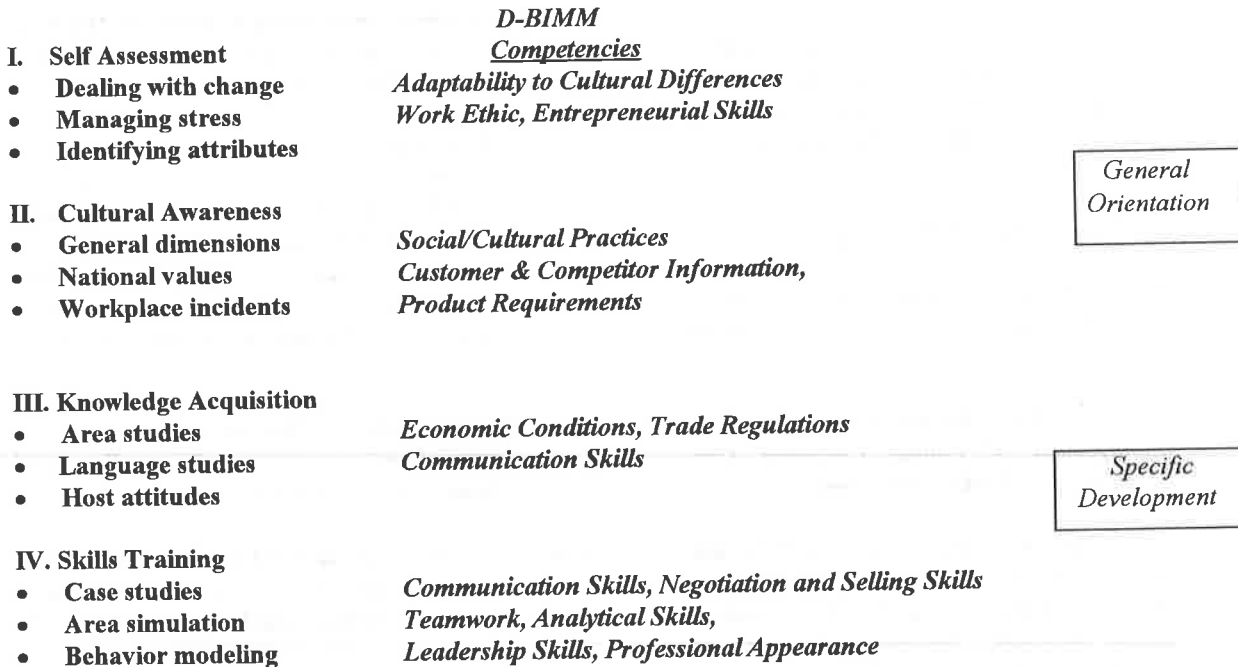 D-BIMM
I. Self Assessment Competencies
• Dealing with change Adaptability to Cultural Differences
• Managing stress Work Ethic, Entrepreneurial Skills
• Identifying attributes
General
Orientation
II. Cultural Awareness
• General dimensions Social/Cultural Practices
• National values Customer & Competitor Information,
• Workplace incidents Product Requirements
III. Knowledge Acquisition
• Area studies Economic Conditions, Trade Regulations
• Language studies Communication Skills
• Host attitudes
Specific
Development
IV. Skills Training
• Case studies Communication Skills, Negotiation and Selling Skills
• Area simulation Teamwork, Analytical Skills,
• Behavior modeling Leadership Skills, Professional Appearance